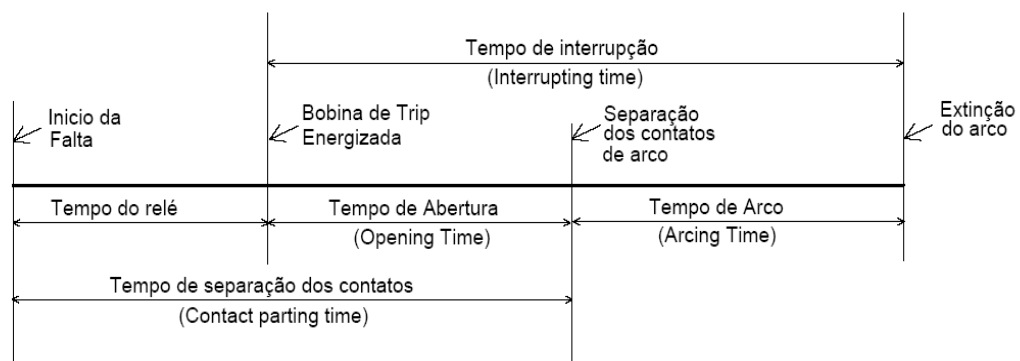 Tempo de interrupção
(Interrupting time)
Inicio da
Falta
Bobina de Trip
Energizada
Separação
dos contatos
de arco
Extinção
do arco
Tempo do relé
Tempo de Abertura
(Opening Time)
Tempo de Arco
(Arcing Time)
Tempo de separação dos contatos
(Contact parting time)